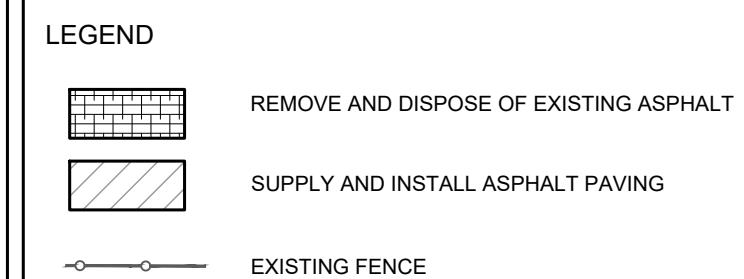 LEGEND
REMOVE AND DISPOSE OF EXISTING ASPHALT
SUPPLY AND INSTALL ASPHALT PAVING
EXISTING FENCE